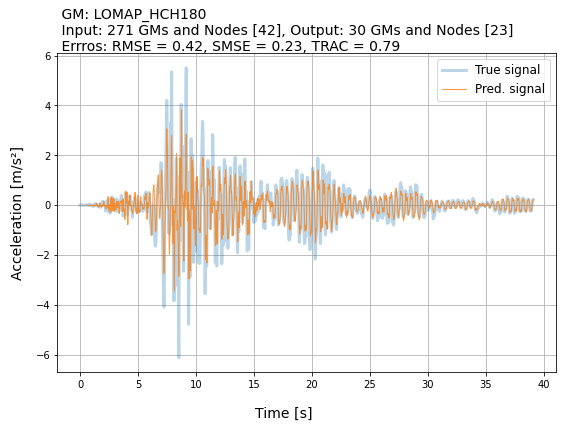 GM: LOMAP_HCH180
Input: 271 GMs and Nodes [42], Output: 30 GMs and Nodes [23]
Errros: RMSE = 0.42, SMSE = 0.23, TRAC = 0.79
True signal
Pred. signal
Acceleration [m/s²]
6
4
2
0
−2
−4
−6
0 5 10 15 20 25 30 35 40
Time [s]